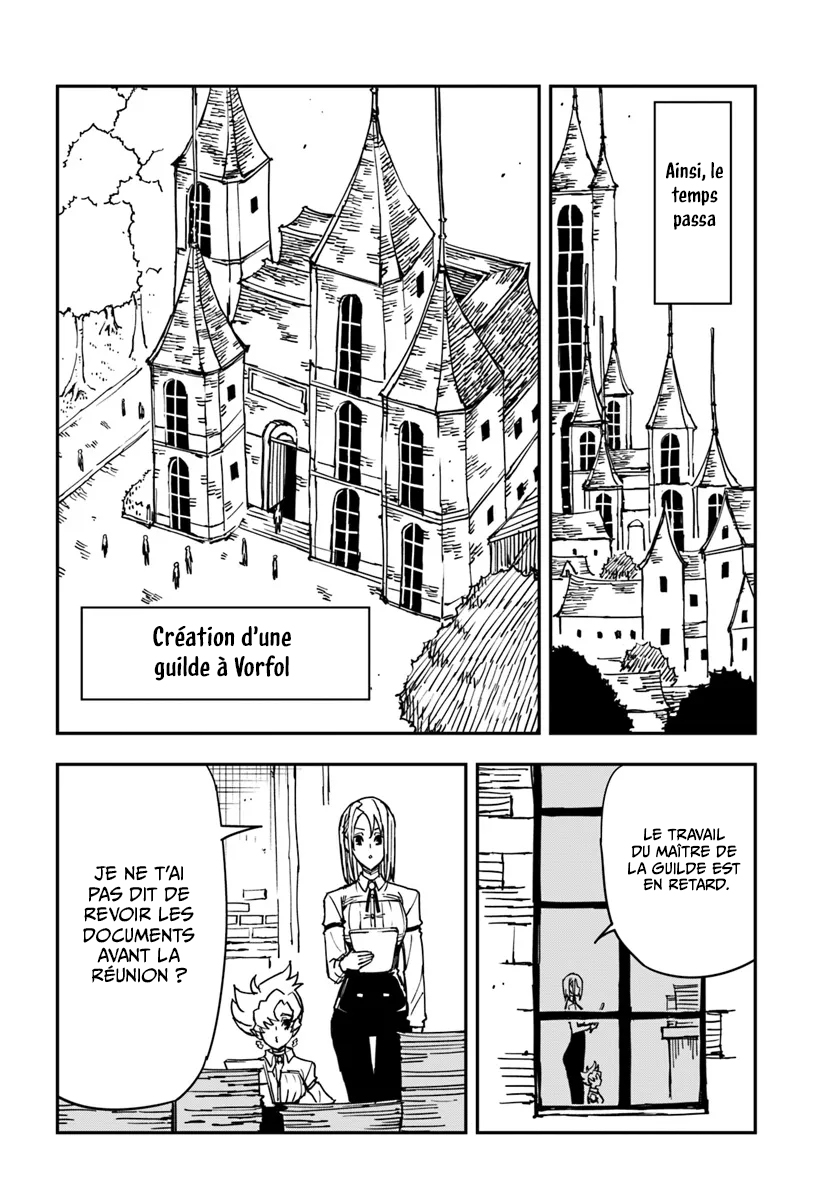 Ainsi, le
temps
passa
Création d'une
guilde à Vorfol
LE TRAVAIL
DU MAÎTRE DE
LA GUILDE EST
EN RETARD.
JE NE T'AI
PAS DIT DE
REVOIR LES
DOCUMENTS
AVANT LA
RÉUNION ?